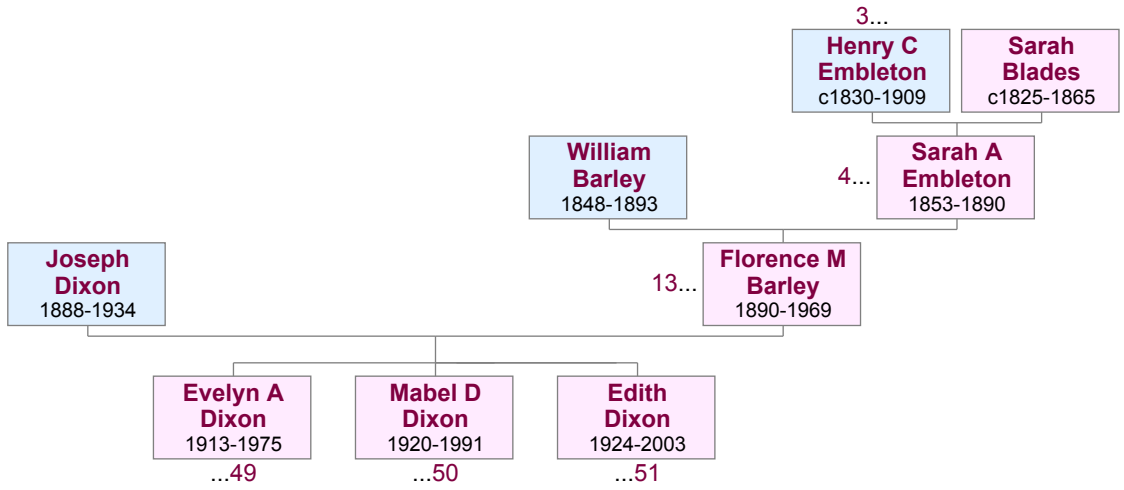 3...
Henry C
Embleton
c1830-1909
Sarah
Blades
c1825-1865
William
Barley
1848-1893
4...
Sarah A
Embleton
1853-1890
Joseph
Dixon
1888-1934
13...
Florence M
Barley
1890-1969
Evelyn A
Dixon
1913-1975
Mabel D
Dixon
1920-1991
Edith
Dixon
1924-2003
...49
...50
...51